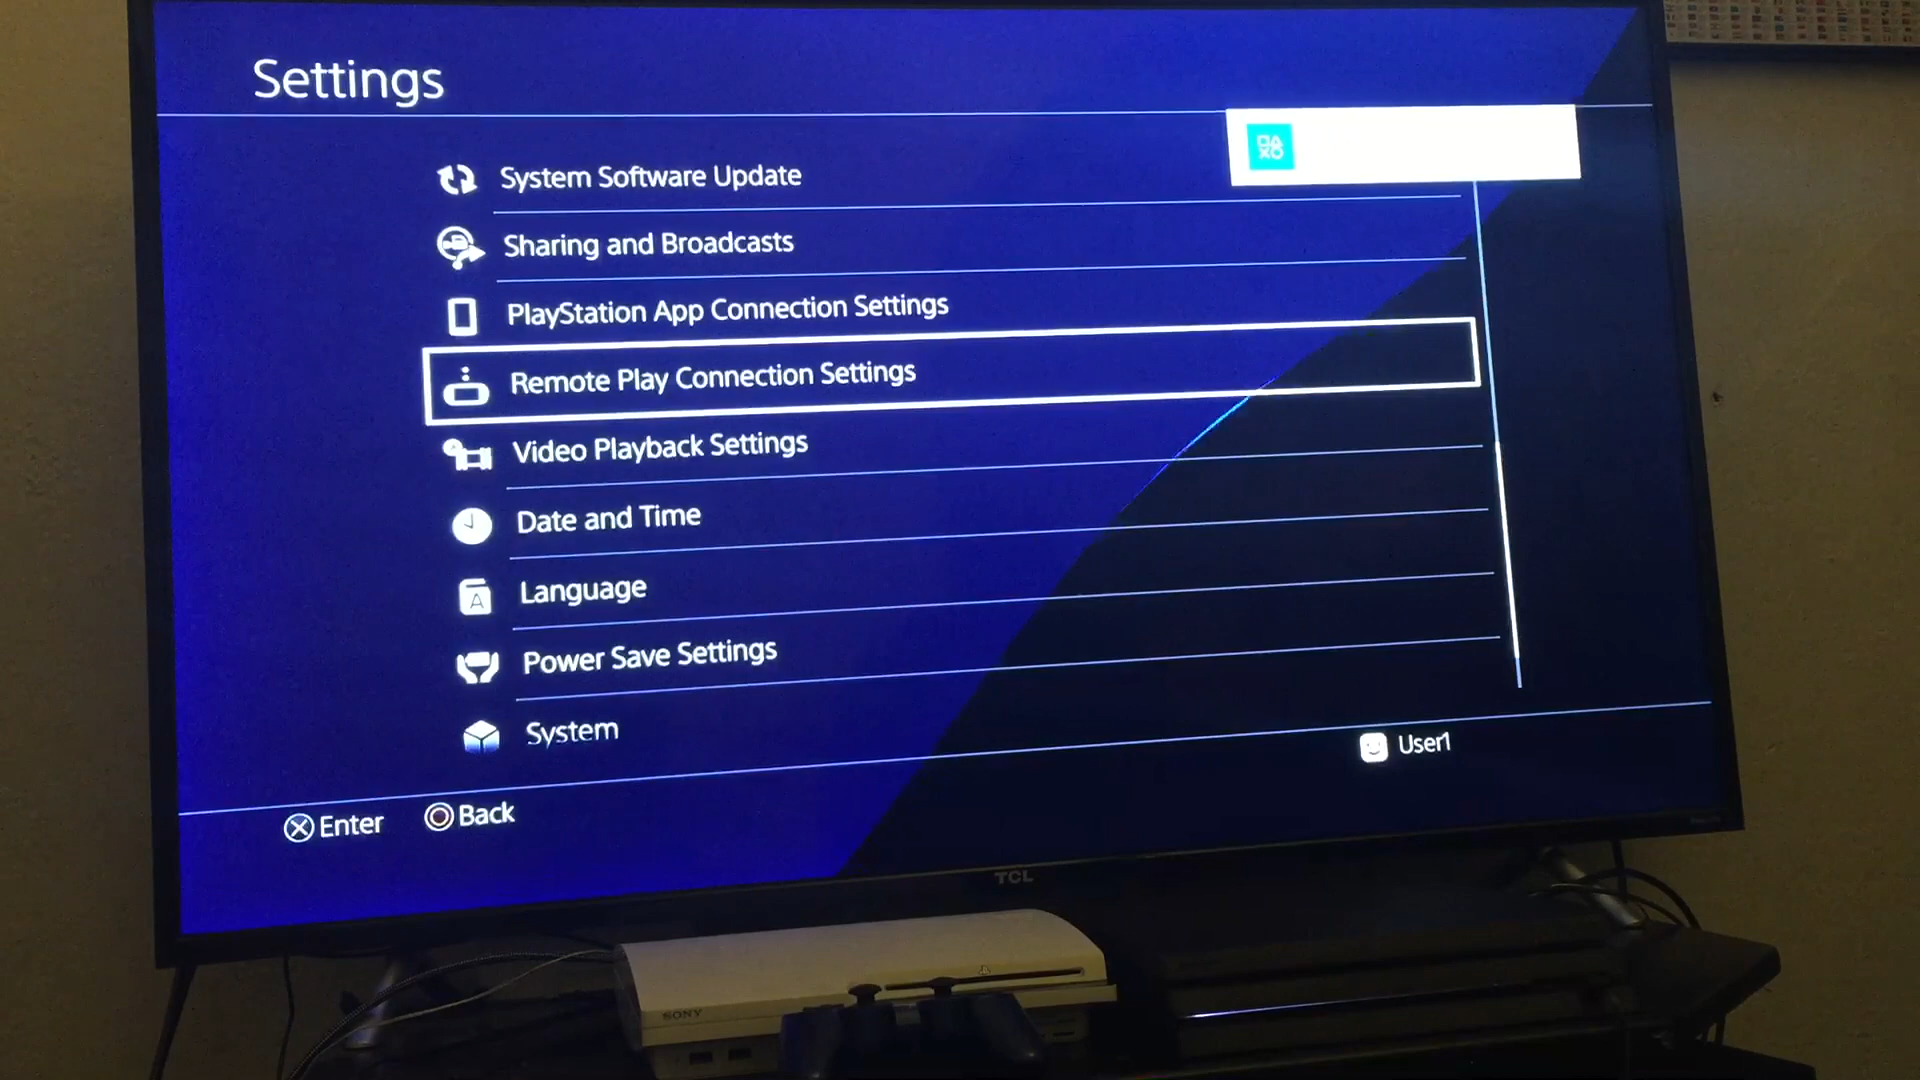 Settings
System Software Update
Sharing and Broadcasts
PlayStation App Connection Settings
Remote Play Connection Settings
Video Playback Settings
Date and Time
Language
Power Save Settings
System
User1
Enter
Back
TCL
SONY